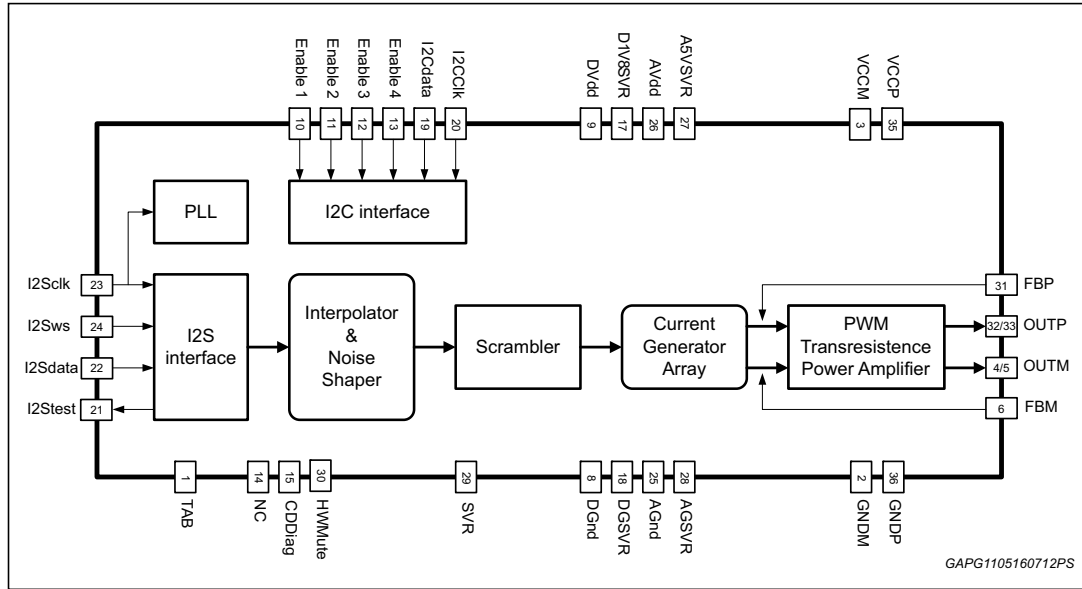 Enable 1
Enable 2
Enable 3
Enable 4
I2Cdata
I2CClk
DVdd
D1V8SVR
AVdd
A5VSVR
VCCM
VCCP
10
11
12
13
19
20
9
17
26
27
3
35
PLL
I2C interface
I2Sclk
23
I2Sws
24
I2Sdata
22
I2Stest
21
I2S
interface
Interpolator
&
Noise
Shaper
Scrambler
Current
Generator
Array
PWM
Transresistence
Power Amplifier
31
FBP
32/33
OUTP
4/5
OUTM
6
FBM
1
14
15
30
29
8
18
25
28
2
36
TAB
NC
CDDiag
HWMute
SVR
DGnd
DGSVR
AGnd
AGSVR
GNDM
GNDP
GAPG1105160712PS